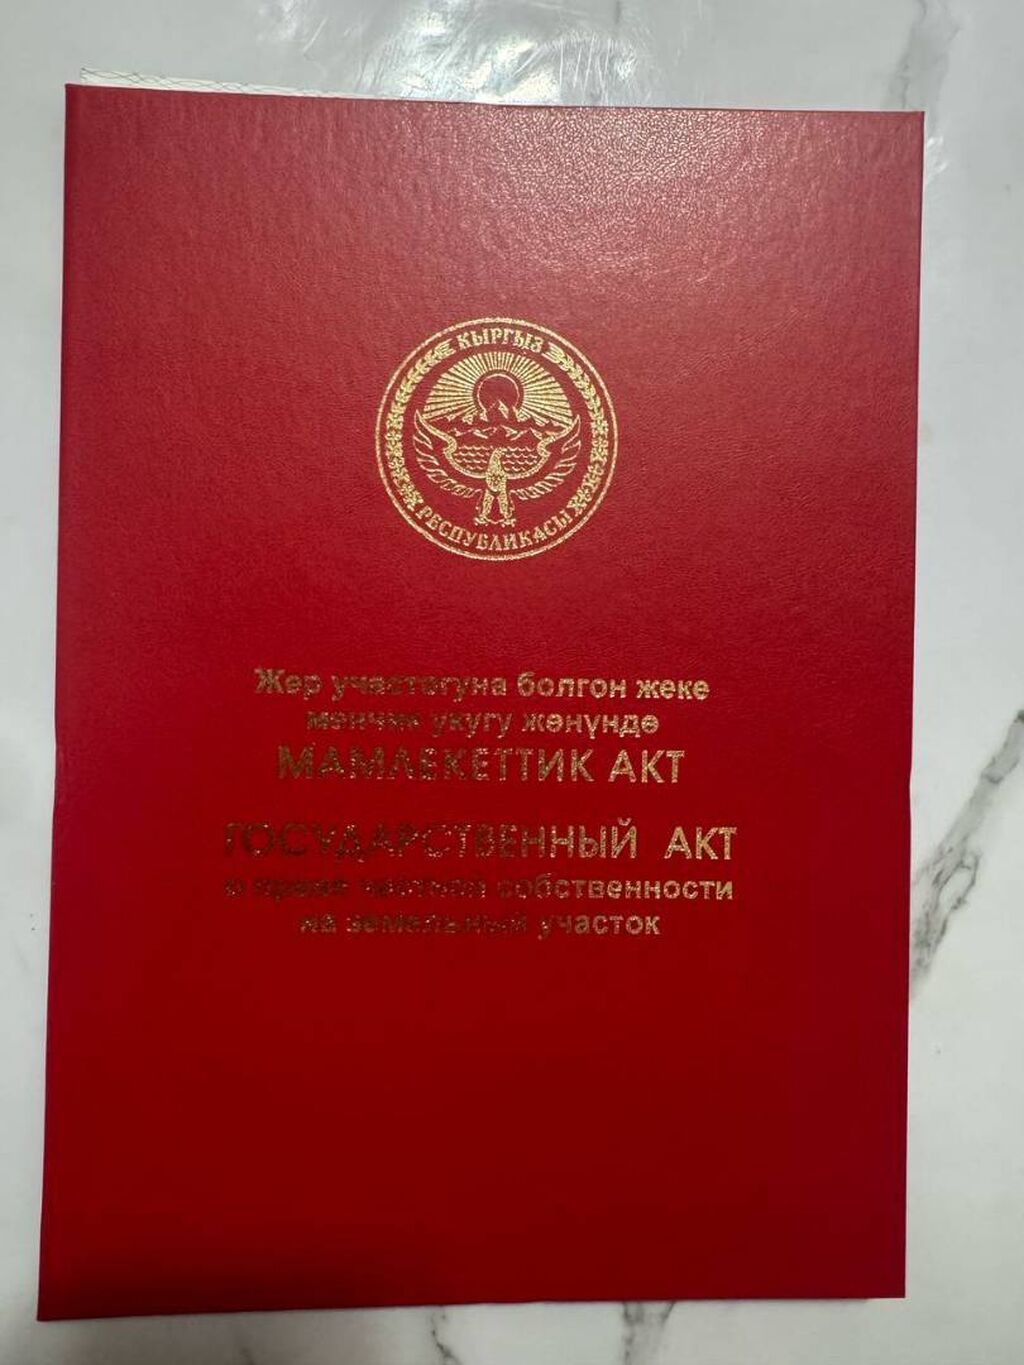 КЫРГЫЗ
РЕСПУБЛИКАСЫ
Жер участогуна болгон жеке
менчик укугу жөнүндө
МАМЛЕКЕТТИК АКТ
ГОСУДАРСТВЕННЫЙ АКТ
о праве частной собственности
на земельный участок